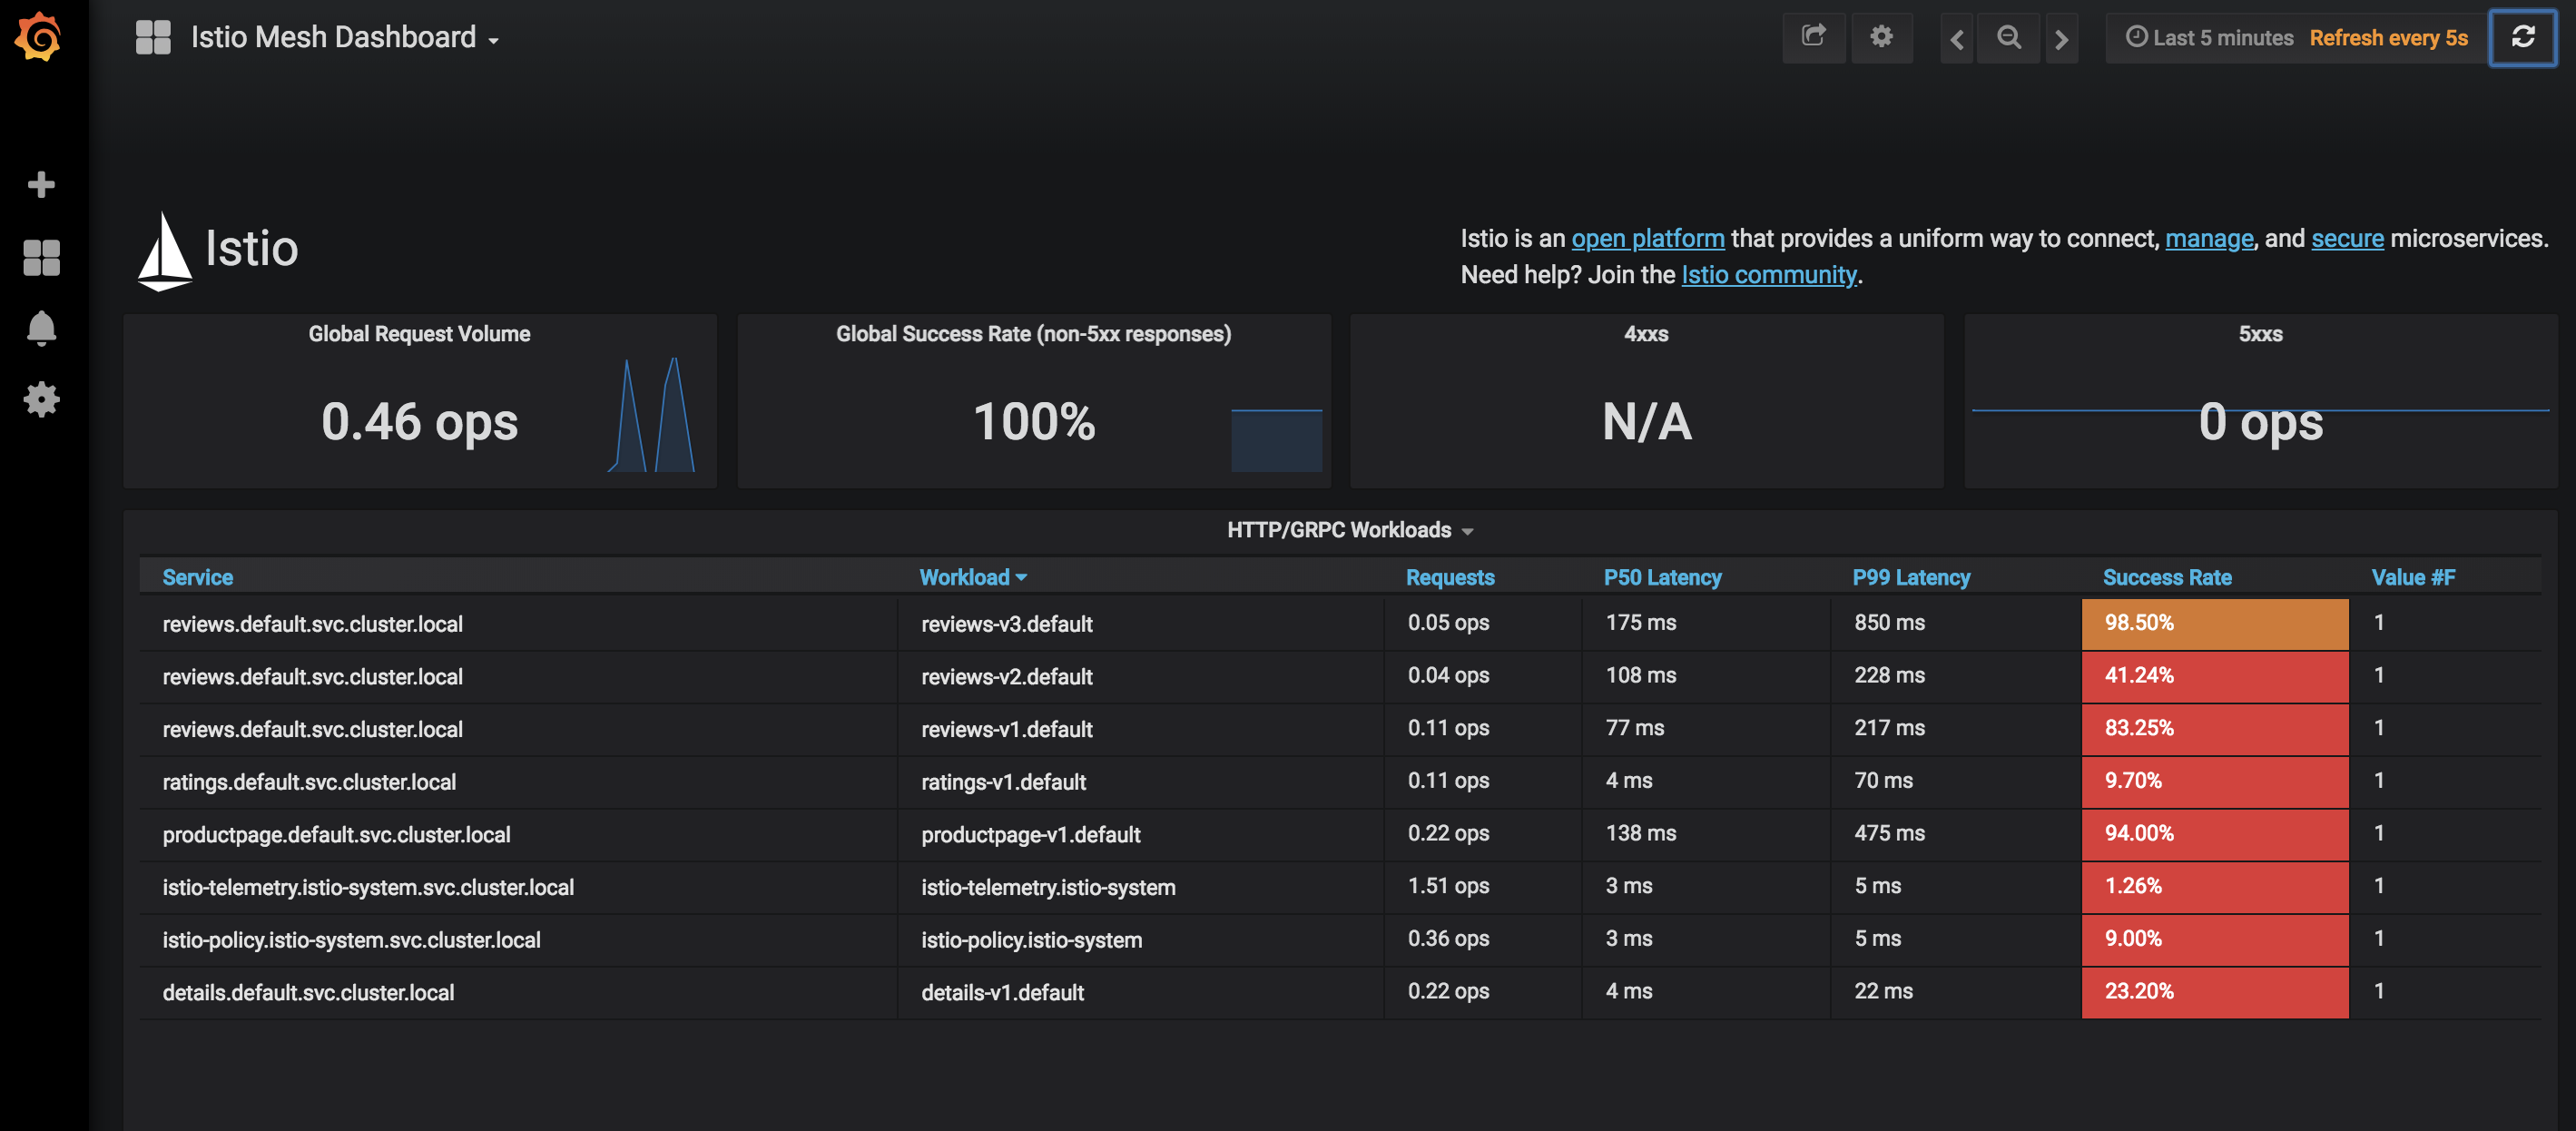 Istio Mesh Dashboard
Last 5 minutes Refresh every 5s
Istio
Istio is an open platform that provides a uniform way to connect, manage, and secure microservices.
Need help? Join the Istio community.
Global Request Volume
0.46 ops
Global Success Rate (non-5xx responses)
100%
4xxs
N/A
5xxs
0 ops
HTTP/GRPC Workloads
Service Workload Requests P50 Latency P99 Latency Success Rate Value #F
reviews.default.svc.cluster.local reviews-v3.default 0.05 ops 175 ms 850 ms 98.50% 1
reviews.default.svc.cluster.local reviews-v2.default 0.04 ops 108 ms 228 ms 41.24% 1
reviews.default.svc.cluster.local reviews-v1.default 0.11 ops 77 ms 217 ms 83.25% 1
ratings.default.svc.cluster.local ratings-v1.default 0.11 ops 4 ms 70 ms 9.70% 1
productpage.default.svc.cluster.local productpage-v1.default 0.22 ops 138 ms 475 ms 94.00% 1
istio-telemetry.istio-system.svc.cluster.local istio-telemetry.istio-system 1.51 ops 3 ms 5 ms 1.26% 1
istio-policy.istio-system.svc.cluster.local istio-policy.istio-system 0.36 ops 3 ms 5 ms 9.00% 1
details.default.svc.cluster.local details-v1.default 0.22 ops 4 ms 22 ms 23.20% 1